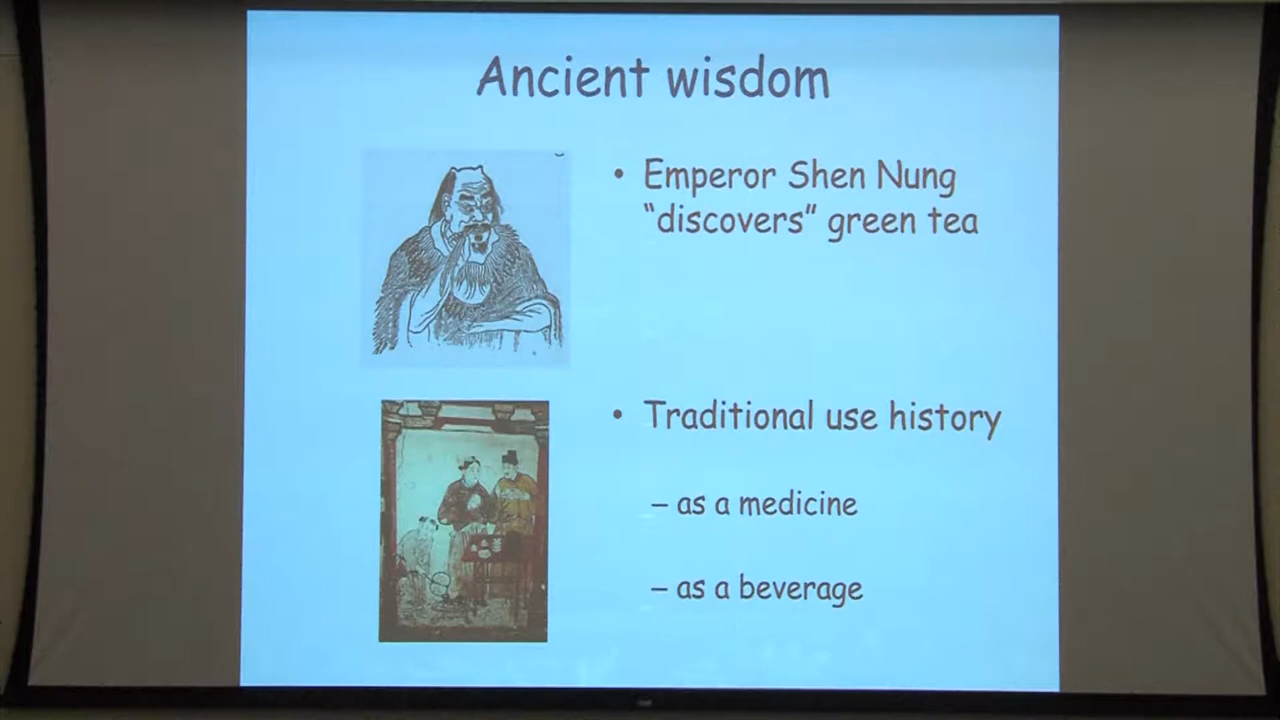 Ancient wisdom
• Emperor Shen Nung
“discovers” green tea
• Traditional use history
– as a medicine
– as a beverage